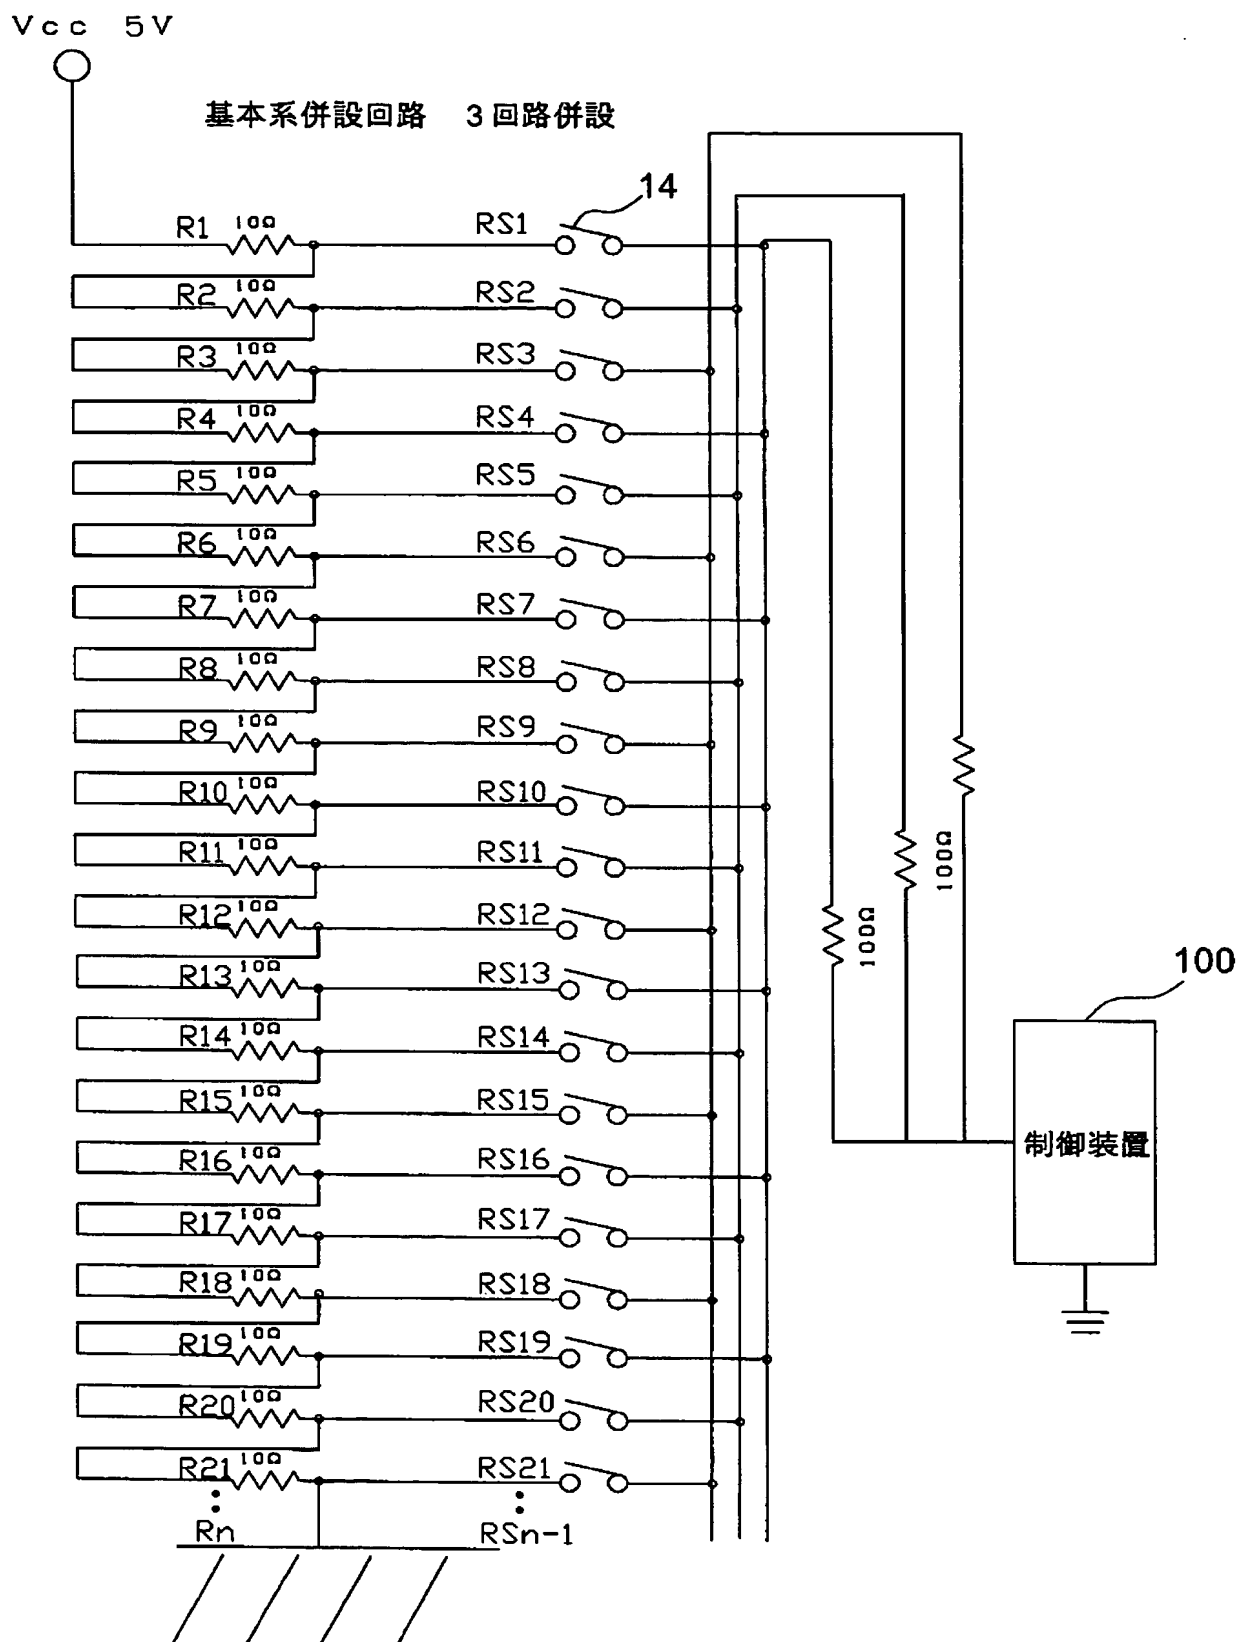 Vcc 5V
基本系併設回路 3回路併設
14
R1 10Ω RS1
R2 10Ω RS2
R3 10Ω RS3
R4 10Ω RS4
R5 10Ω RS5
R6 10Ω RS6
R7 10Ω RS7
R8 10Ω RS8
R9 10Ω RS9
R10 10Ω RS10
R11 10Ω RS11
R12 10Ω RS12
R13 10Ω RS13
R14 10Ω RS14
R15 10Ω RS15
R16 10Ω RS16
R17 10Ω RS17
R18 10Ω RS18
R19 10Ω RS19
R20 10Ω RS20
R21 10Ω RS21
Rn RSn-1
100Ω
100Ω
100
制御装置